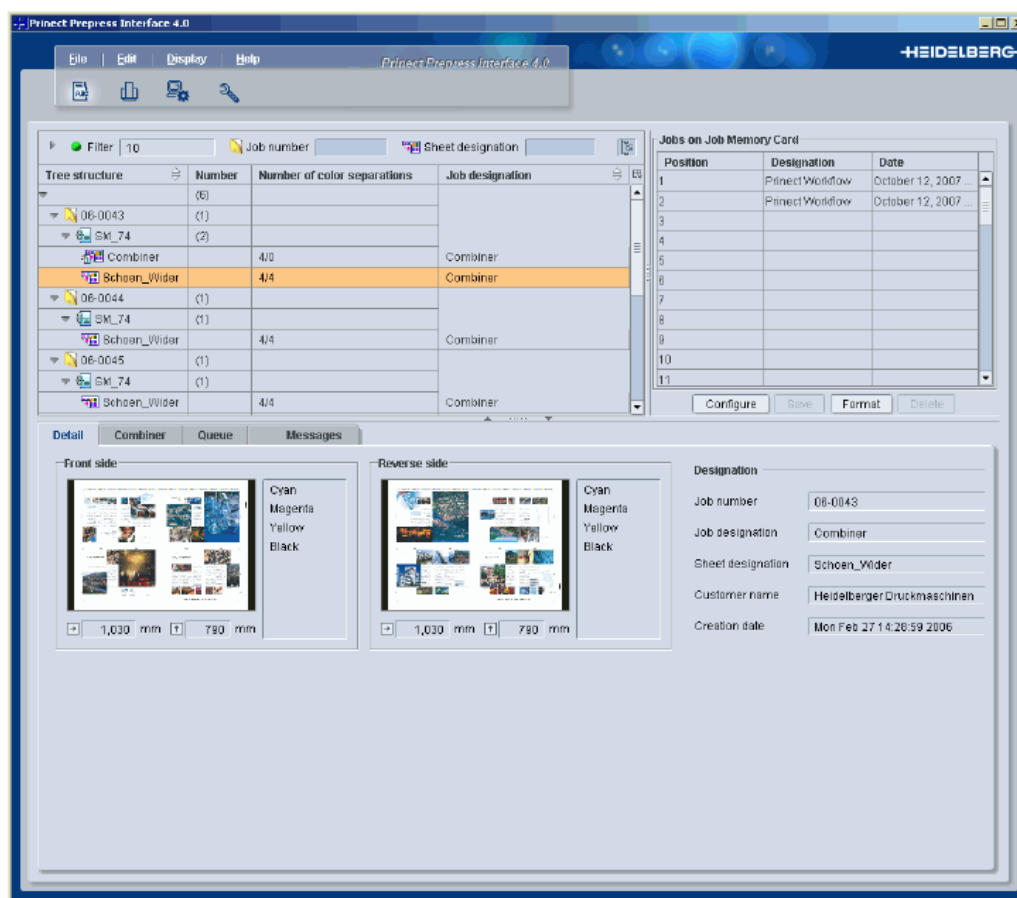 Prinect Prepress Interface 4.0
File | Edit | Display | Help
Prinect Prepress Interface 4.0
HEIDELBERG
Filter 10 Job number Sheet designation
Tree structure Number Number of color separations Job designation
(6)
06-0043 (1)
SM_74 (2)
Combiner 4/0 Combiner
Schoen_Wider 4/4 Combiner
06-0044 (1)
SM_74 (1)
Schoen_Wider 4/4 Combiner
06-0045 (1)
SM_74 (1)
Schoen_Wider 4/4 Combiner
Jobs on Job Memory Card
Position Designation Date
1 Prinect Workflow October 12, 2007 ...
2 Prinect Workflow October 12, 2007 ...
3
4
5
6
7
8
9
10
11
Configure Save Format Delete
Detail Combiner Queue Messages
Front side
Cyan
Magenta
Yellow
Black
1,030 mm 790 mm
Reverse side
Cyan
Magenta
Yellow
Black
1,030 mm 790 mm
Designation
Job number 06-0043
Job designation Combiner
Sheet designation Schoen_Wider
Customer name Heidelberger Druckmaschinen
Creation date Mon Feb 27 14:28:59 2006